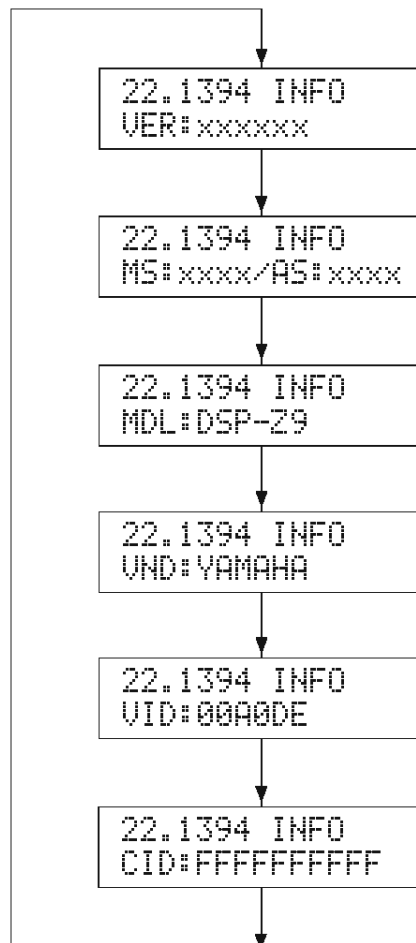 22.1394 INFO
VER:xxxxxx
22.1394 INFO
MS:xxxx/AS:xxxx
22.1394 INFO
MDL:DSP-Z9
22.1394 INFO
VND:YAMAHA
22.1394 INFO
VID:00A0DE
22.1394 INFO
CID:FFFFFFFFFF